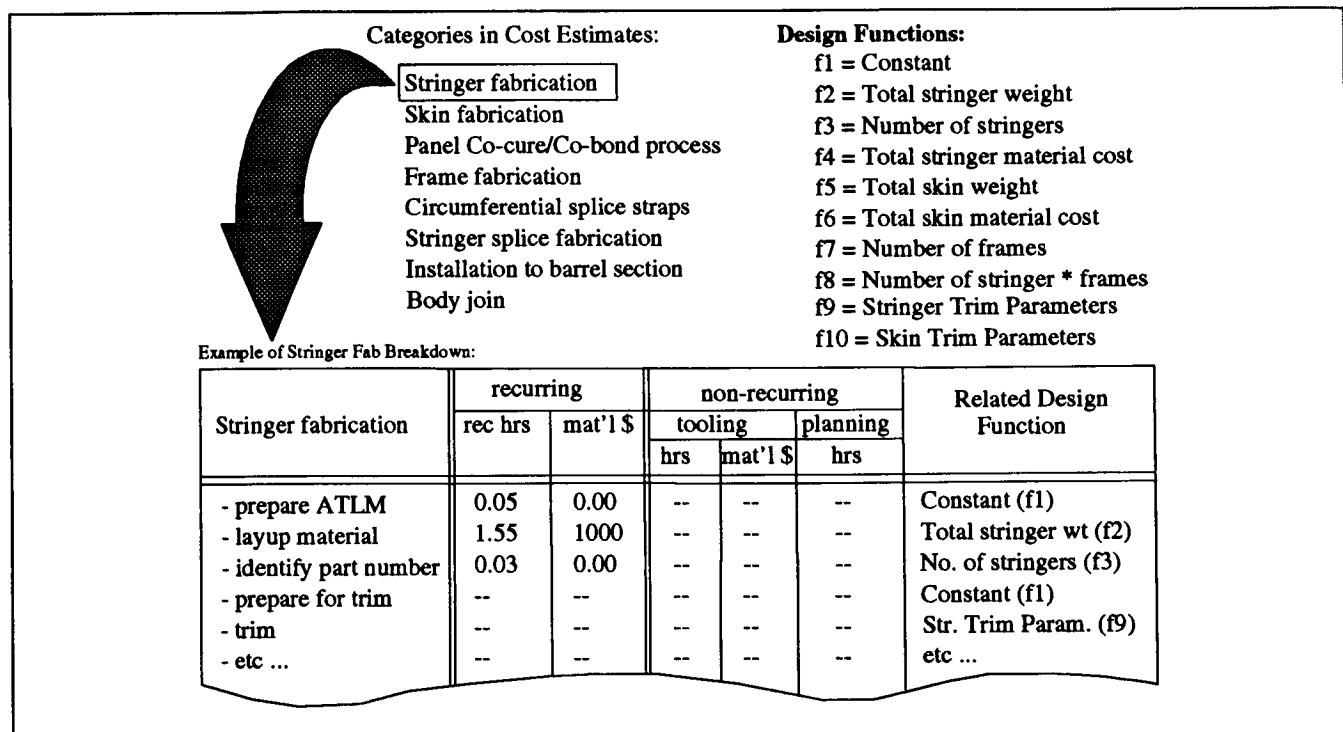 Categories in Cost Estimates:
Stringer fabrication
Skin fabrication
Panel Co-cure/Co-bond process
Frame fabrication
Circumferential splice straps
Stringer splice fabrication
Installation to barrel section
Body join
Design Functions:
f1 = Constant
f2 = Total stringer weight
f3 = Number of stringers
f4 = Total stringer material cost
f5 = Total skin weight
f6 = Total skin material cost
f7 = Number of frames
f8 = Number of stringer * frames
f9 = Stringer Trim Parameters
f10 = Skin Trim Parameters
Example of Stringer Fab Breakdown:
Stringer fabrication recurring non-recurring Related Design Function
rec hrs mat'l $ tooling planning
hrs mat'l $ hrs
- prepare ATLM 0.05 0.00 -- -- -- Constant (f1)
- layup material 1.55 1000 -- -- -- Total stringer wt (f2)
- identify part number 0.03 0.00 -- -- -- No. of stringers (f3)
- prepare for trim -- -- -- -- -- Constant (f1)
- trim -- -- -- -- -- Str. Trim Param. (f9)
- etc ... -- -- -- -- -- etc ...